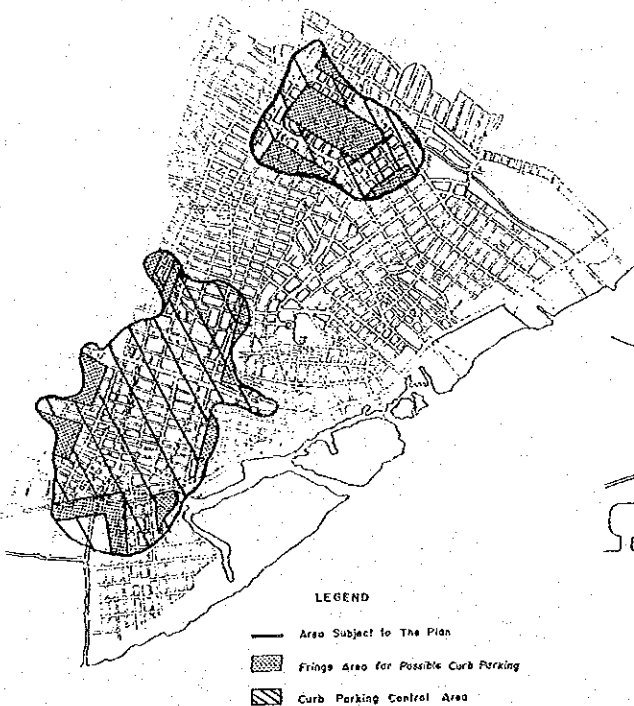 LEGEND
Area Subject to The Plan
Fringe Area for Possible Curb Parking
Curb Parking Control Area